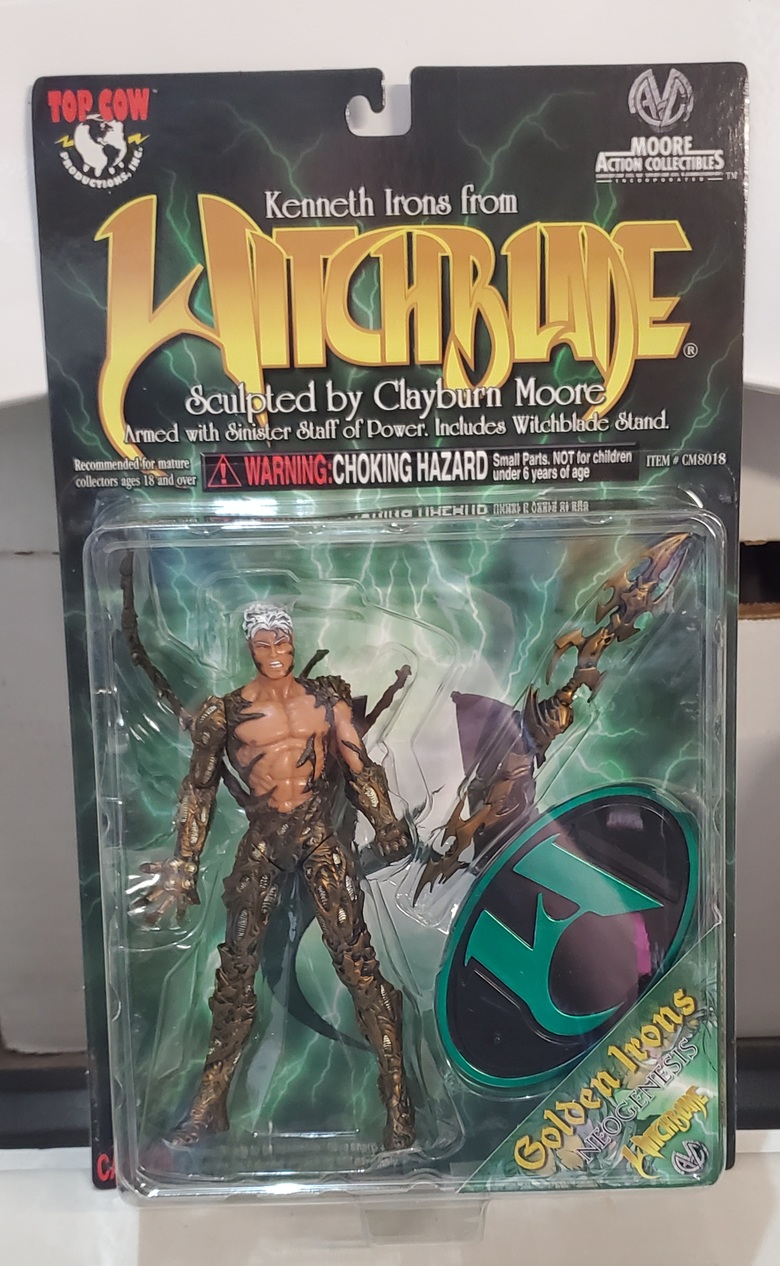 TOP COW
PRODUCTIONS, INC.
MOORE
ACTION COLLECTIBLES™
INCORPORATED
Kenneth Irons from
WITCHBLADE®
Sculpted by Clayburn Moore
Armed with Sinister Staff of Power. Includes Witchblade Stand.
Recommended for mature
collectors ages 18 and over
WARNING:CHOKING HAZARD
Small Parts. NOT for children
under 6 years of age
ITEM # CM8018
Golden Irons
NEOGENESIS
WITCHBLADE